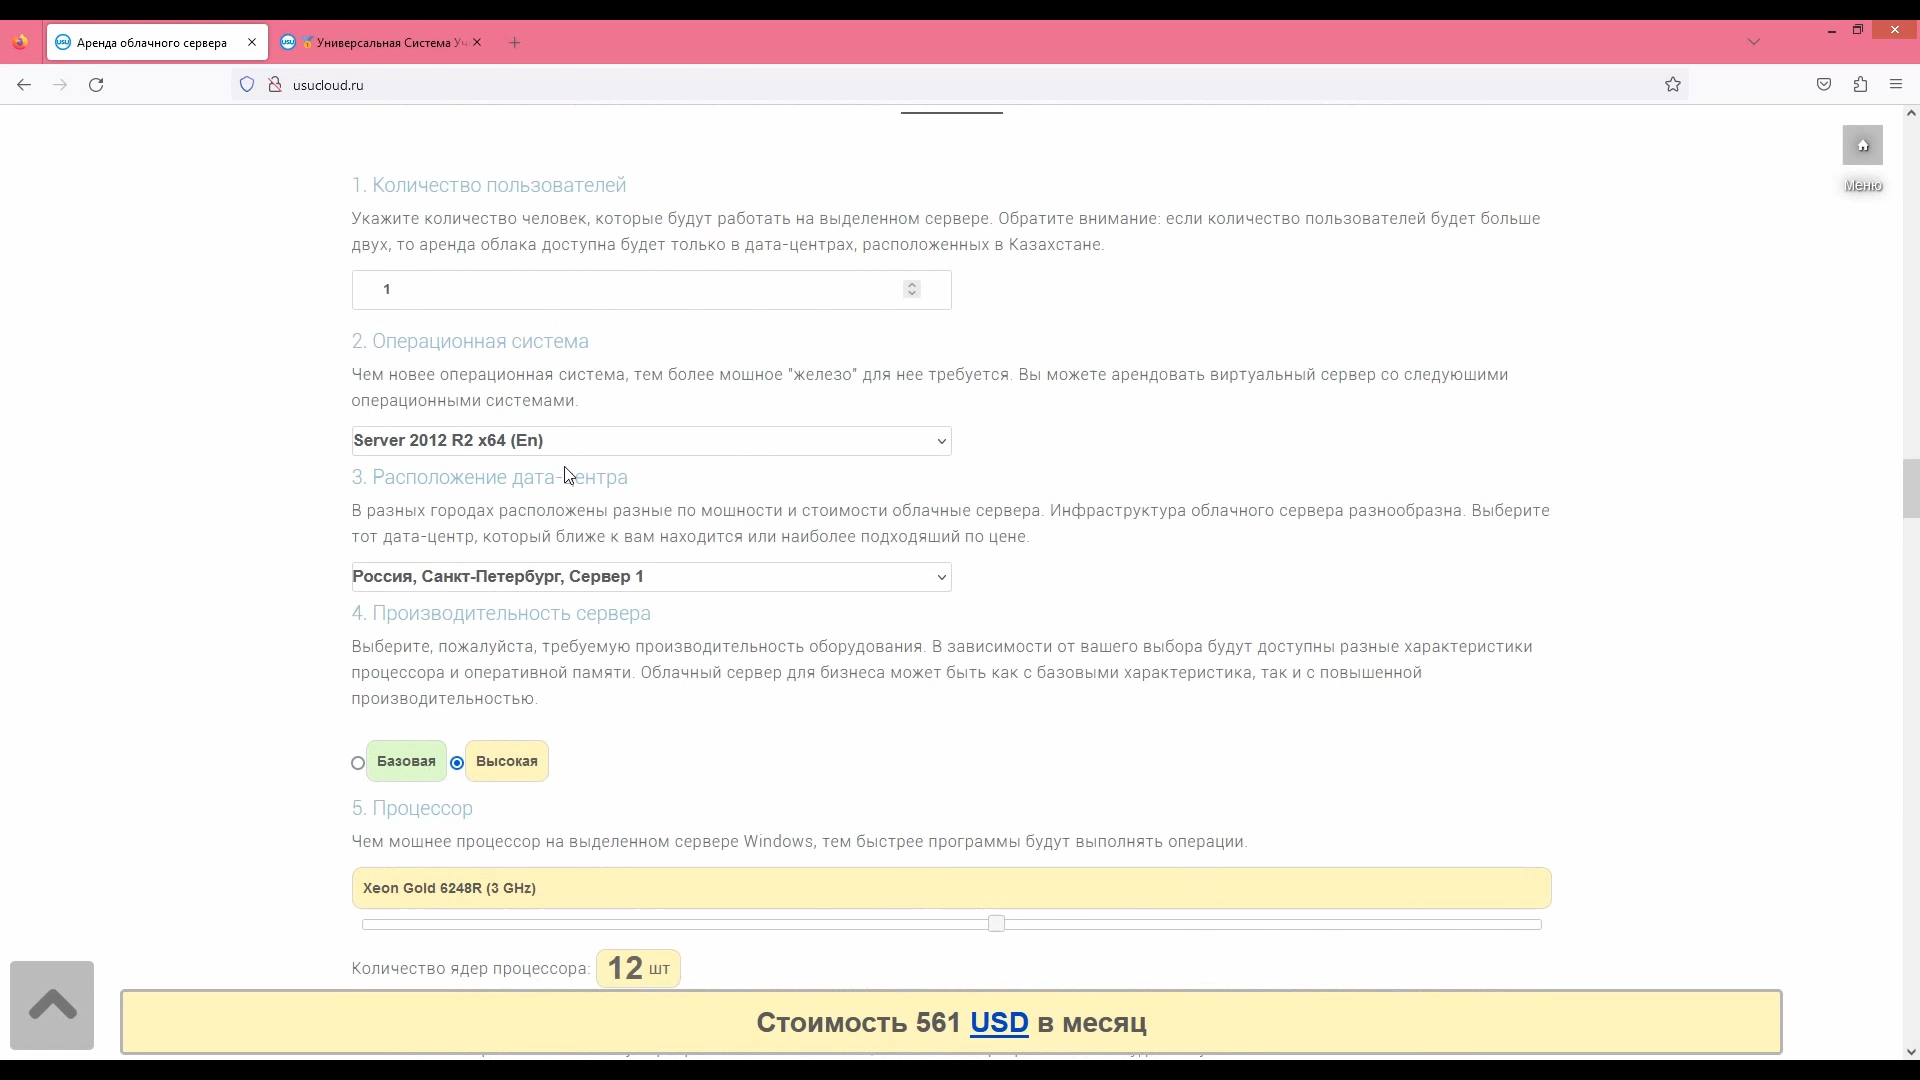 Аренда облачного сервера
Универсальная Система Уч
usucloud.ru
Меню
1. Количество пользователей
Укажите количество человек, которые будут работать на выделенном сервере. Обратите внимание: если количество пользователей будет больше
двух, то аренда облака доступна будет только в дата-центрах, расположенных в Казахстане.
1
2. Операционная система
Чем новее операционная система, тем более мощное "железо" для нее требуется. Вы можете арендовать виртуальный сервер со следующими
операционными системами.
Server 2012 R2 x64 (En)
3. Расположение дата-центра
В разных городах расположены разные по мощности и стоимости облачные сервера. Инфраструктура облачного сервера разнообразна. Выберите
тот дата-центр, который ближе к вам находится или наиболее подходящий по цене.
Россия, Санкт-Петербург, Сервер 1
4. Производительность сервера
Выберите, пожалуйста, требуемую производительность оборудования. В зависимости от вашего выбора будут доступны разные характеристики
процессора и оперативной памяти. Облачный сервер для бизнеса может быть как с базовыми характеристика, так и с повышенной
производительностью.
Базовая
Высокая
5. Процессор
Чем мощнее процессор на выделенном сервере Windows, тем быстрее программы будут выполнять операции.
Xeon Gold 6248R (3 GHz)
Количество ядер процессора: 12 шт
Стоимость 561 USD в месяц